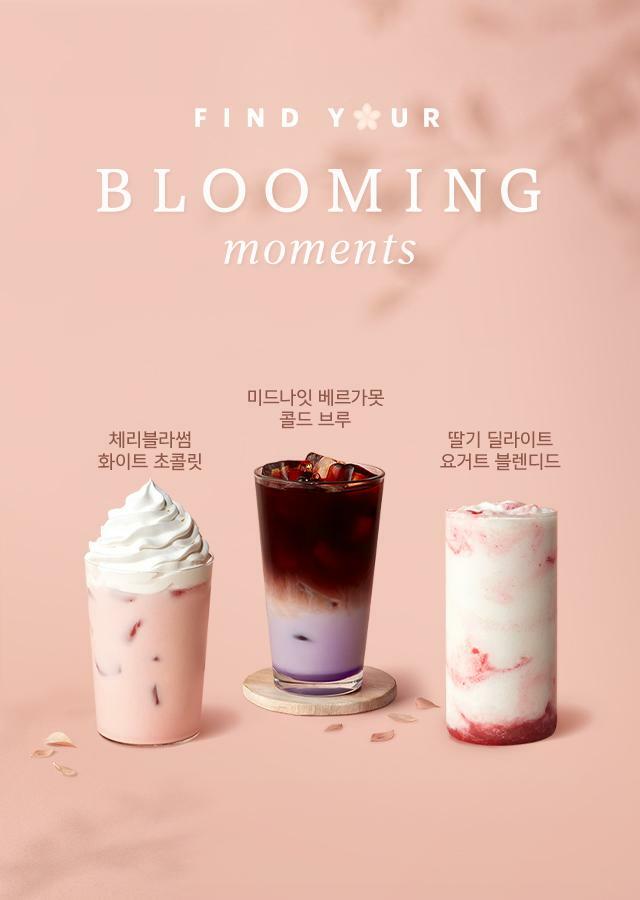 FIND YOUR
BLOOMING
moments
미드나잇 베르가못
콜드 브루
체리블라썸
화이트 초콜릿
딸기 딜라이트
요거트 블렌디드